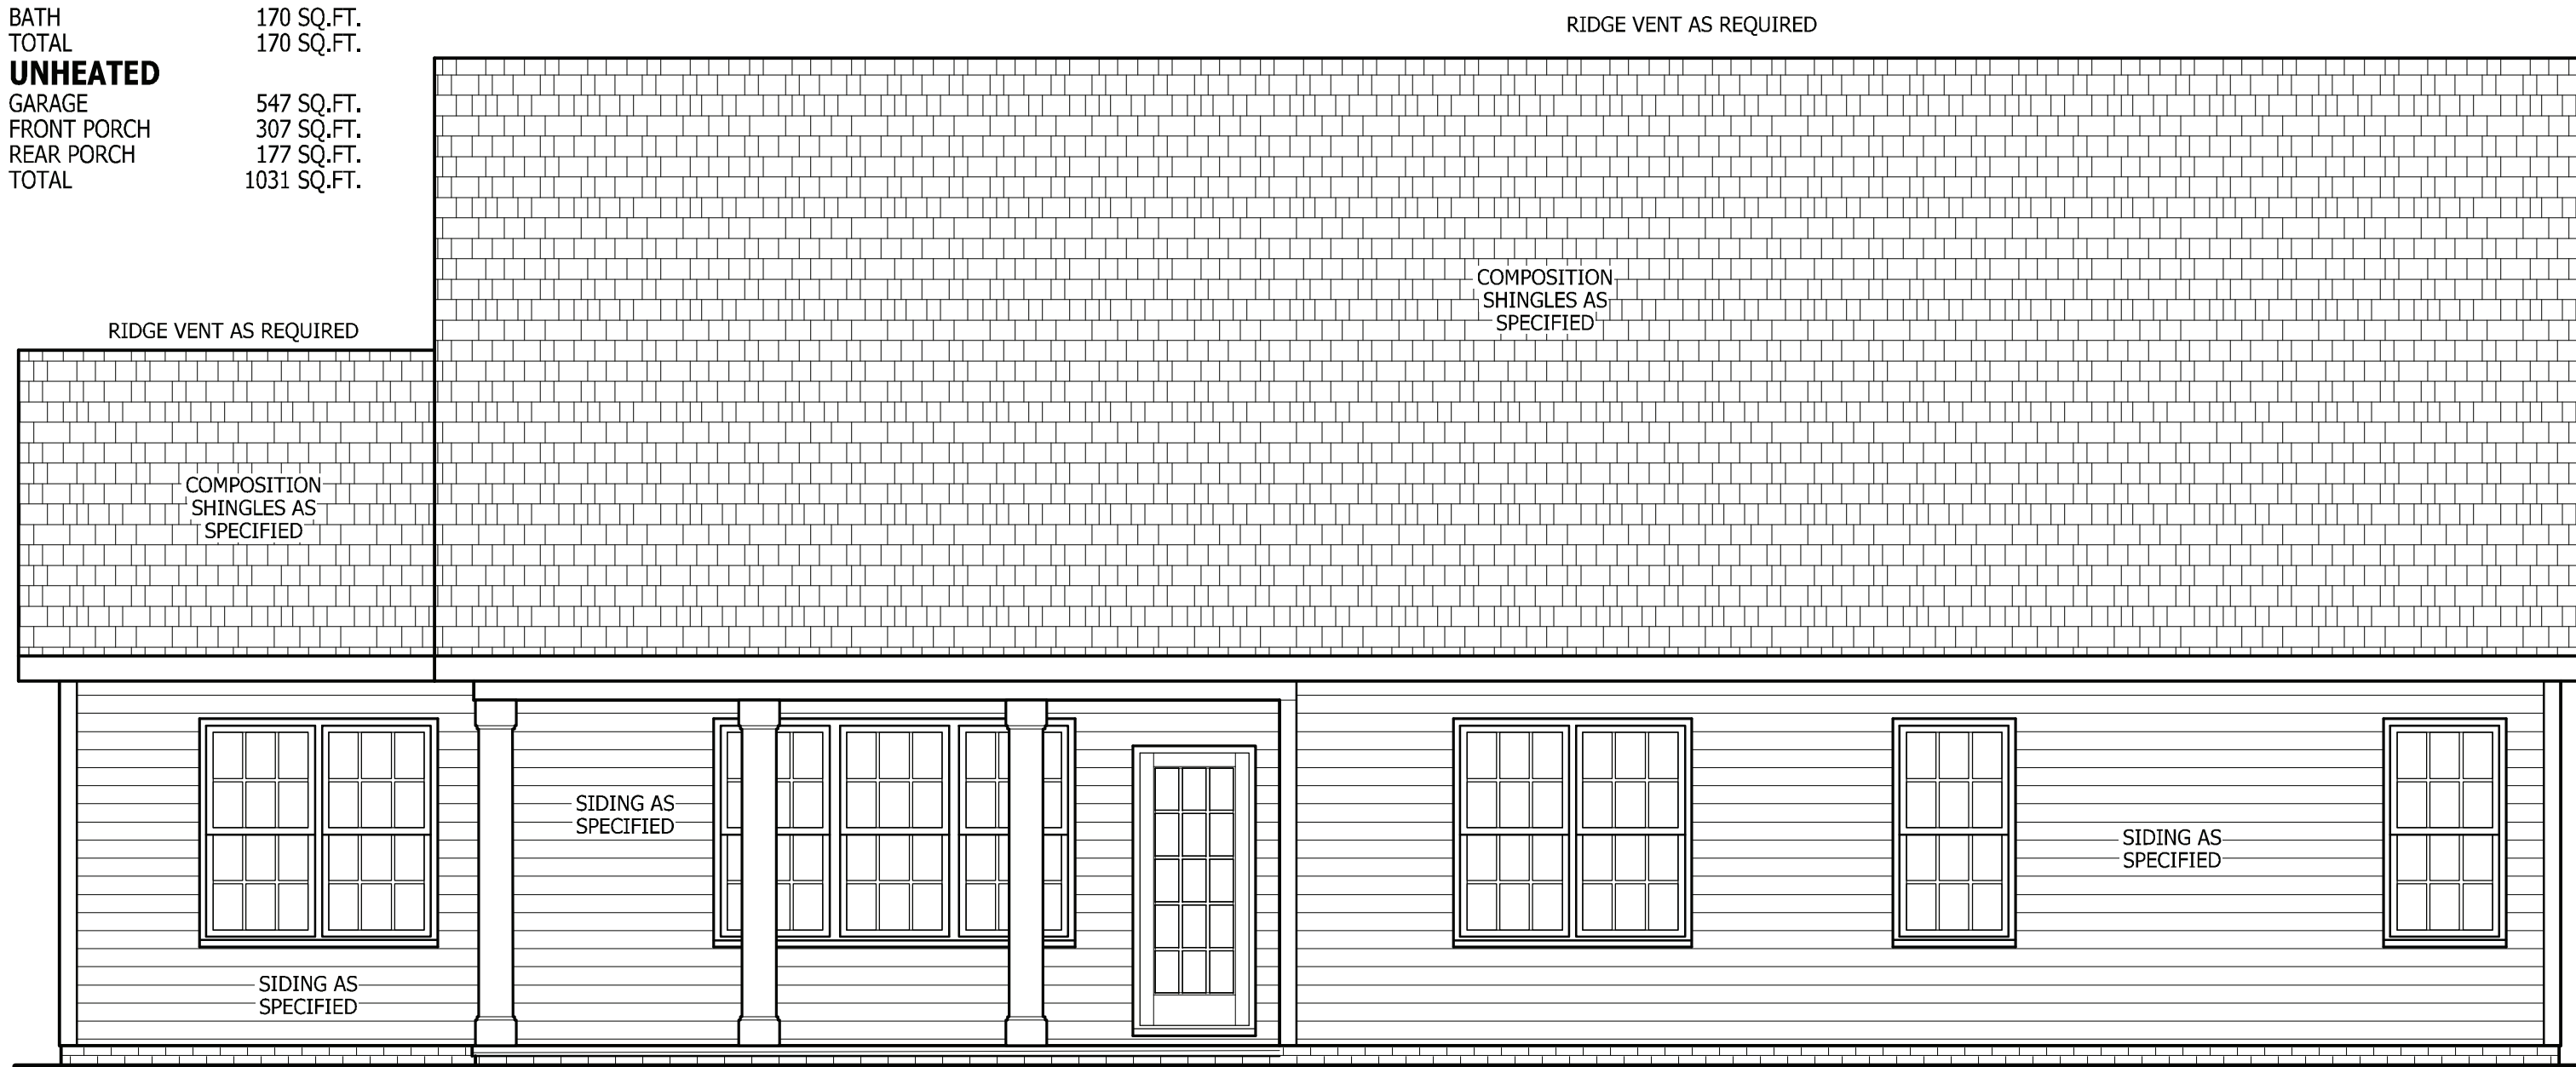 BATH 170 SQ.FT.
TOTAL 170 SQ.FT.
UNHEATED
GARAGE 547 SQ.FT.
FRONT PORCH 307 SQ.FT.
REAR PORCH 177 SQ.FT.
TOTAL 1031 SQ.FT.
RIDGE VENT AS REQUIRED
COMPOSITION
SHINGLES AS
SPECIFIED
RIDGE VENT AS REQUIRED
COMPOSITION
SHINGLES AS
SPECIFIED
SIDING AS
SPECIFIED
SIDING AS
SPECIFIED
SIDING AS
SPECIFIED